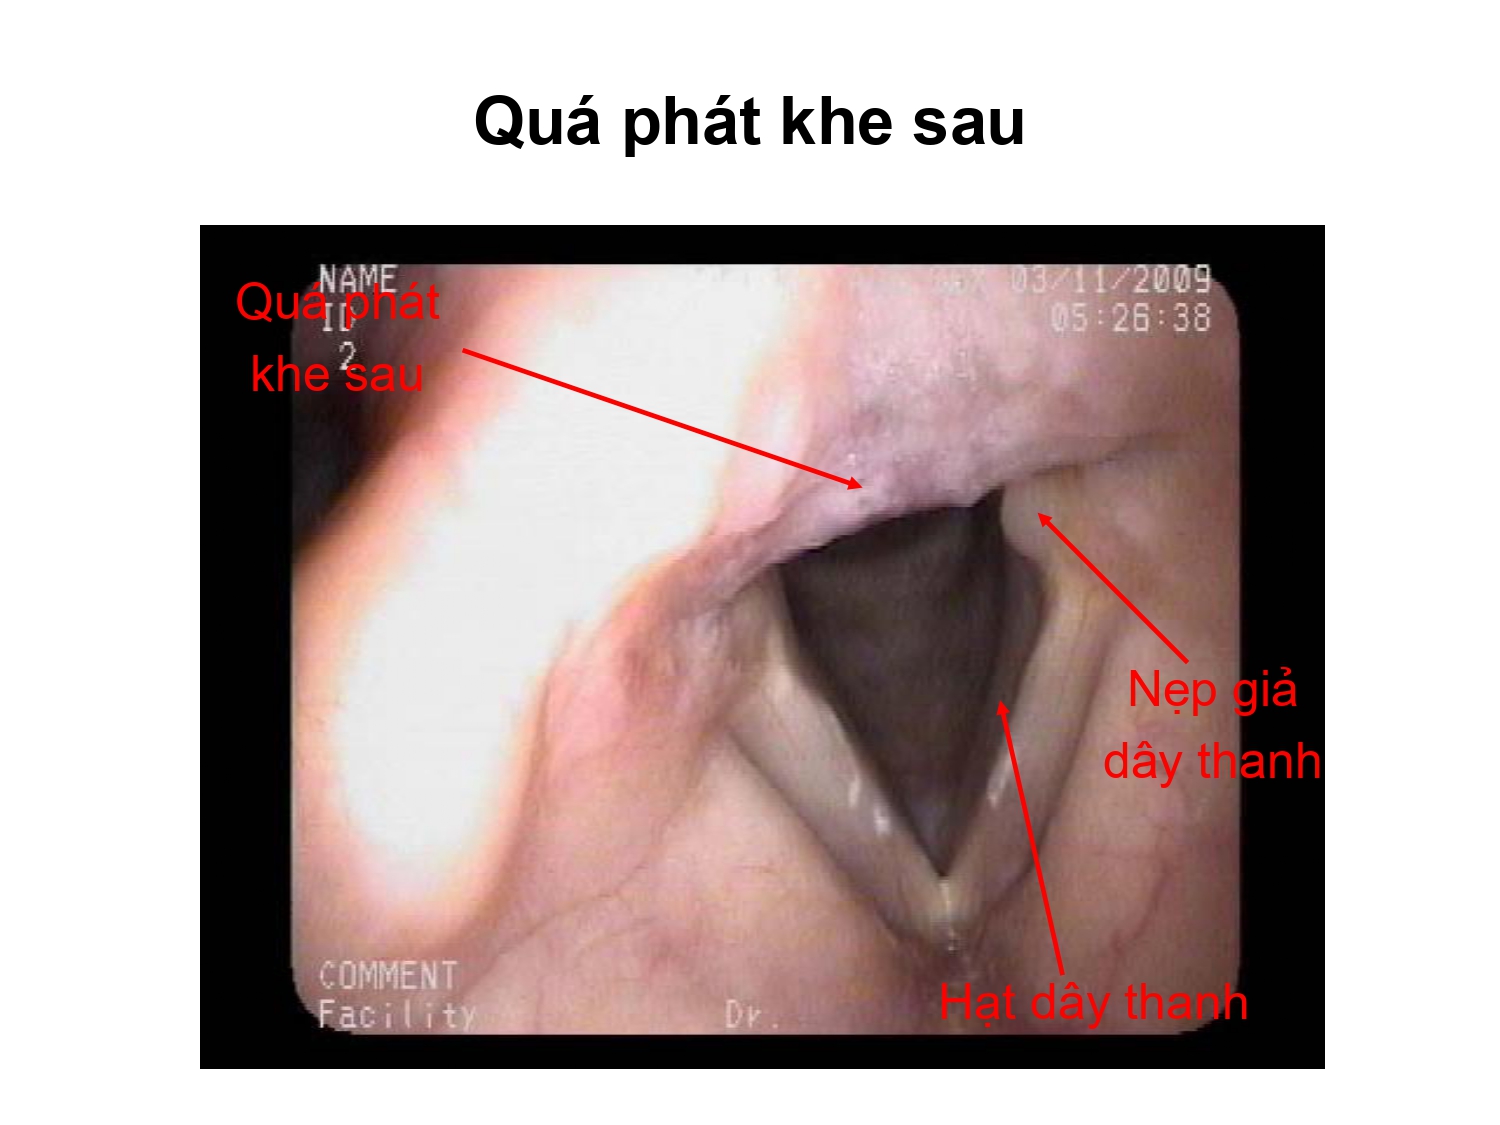 Quá phát khe sau
NAME
03/11/2009
Quá phát
ID
05:26:38
2
khe sau
Nẹp giả
dây thanh
COMMENT
Hạt dây thanh
Facility
Dr.